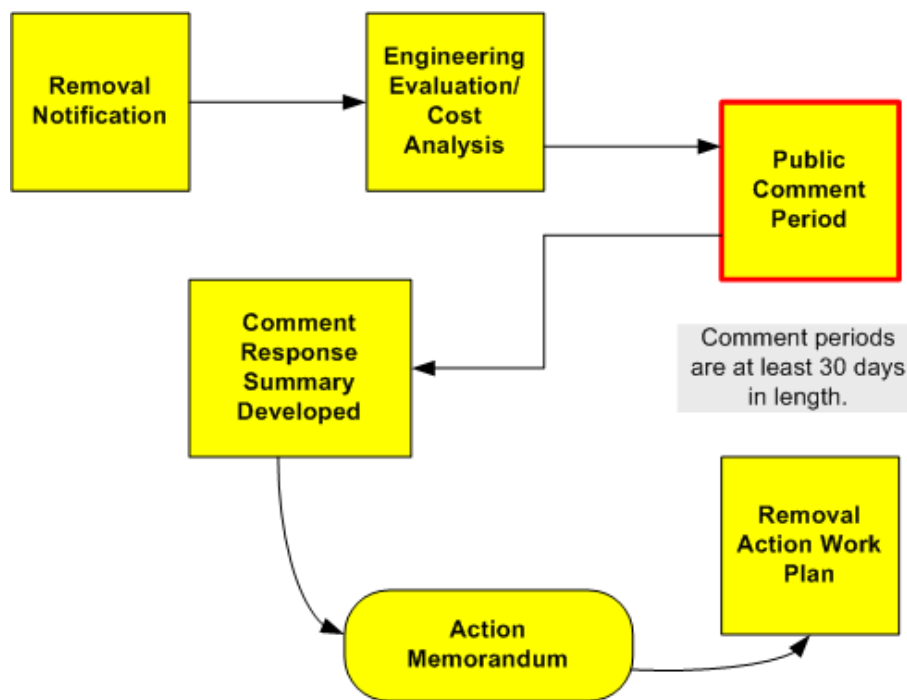 Removal
Notification
Engineering
Evaluation/
Cost
Analysis
Public
Comment
Period
Comment
Response
Summary
Developed
Comment periods
are at least 30 days
in length.
Removal
Action Work
Plan
Action
Memorandum